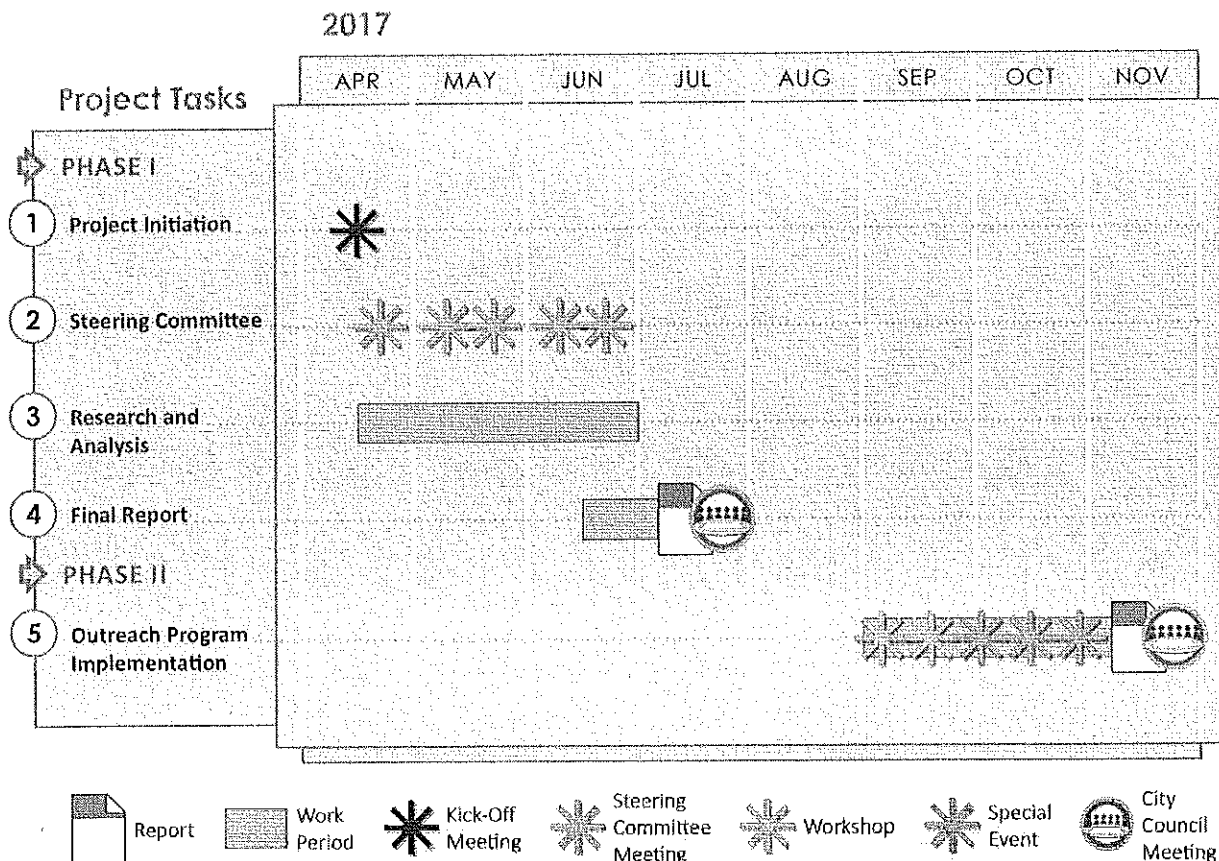 2017
APR MAY JUN JUL AUG SEP OCT NOV
Project Tasks
PHASE I
1 Project Initiation
2 Steering Committee
3 Research and
Analysis
4 Final Report
PHASE II
5 Outreach Program
Implementation
Report
Work
Period
Kick-Off
Meeting
Steering
Committee
Meeting
Workshop
Special
Event
City
Council
Meeting